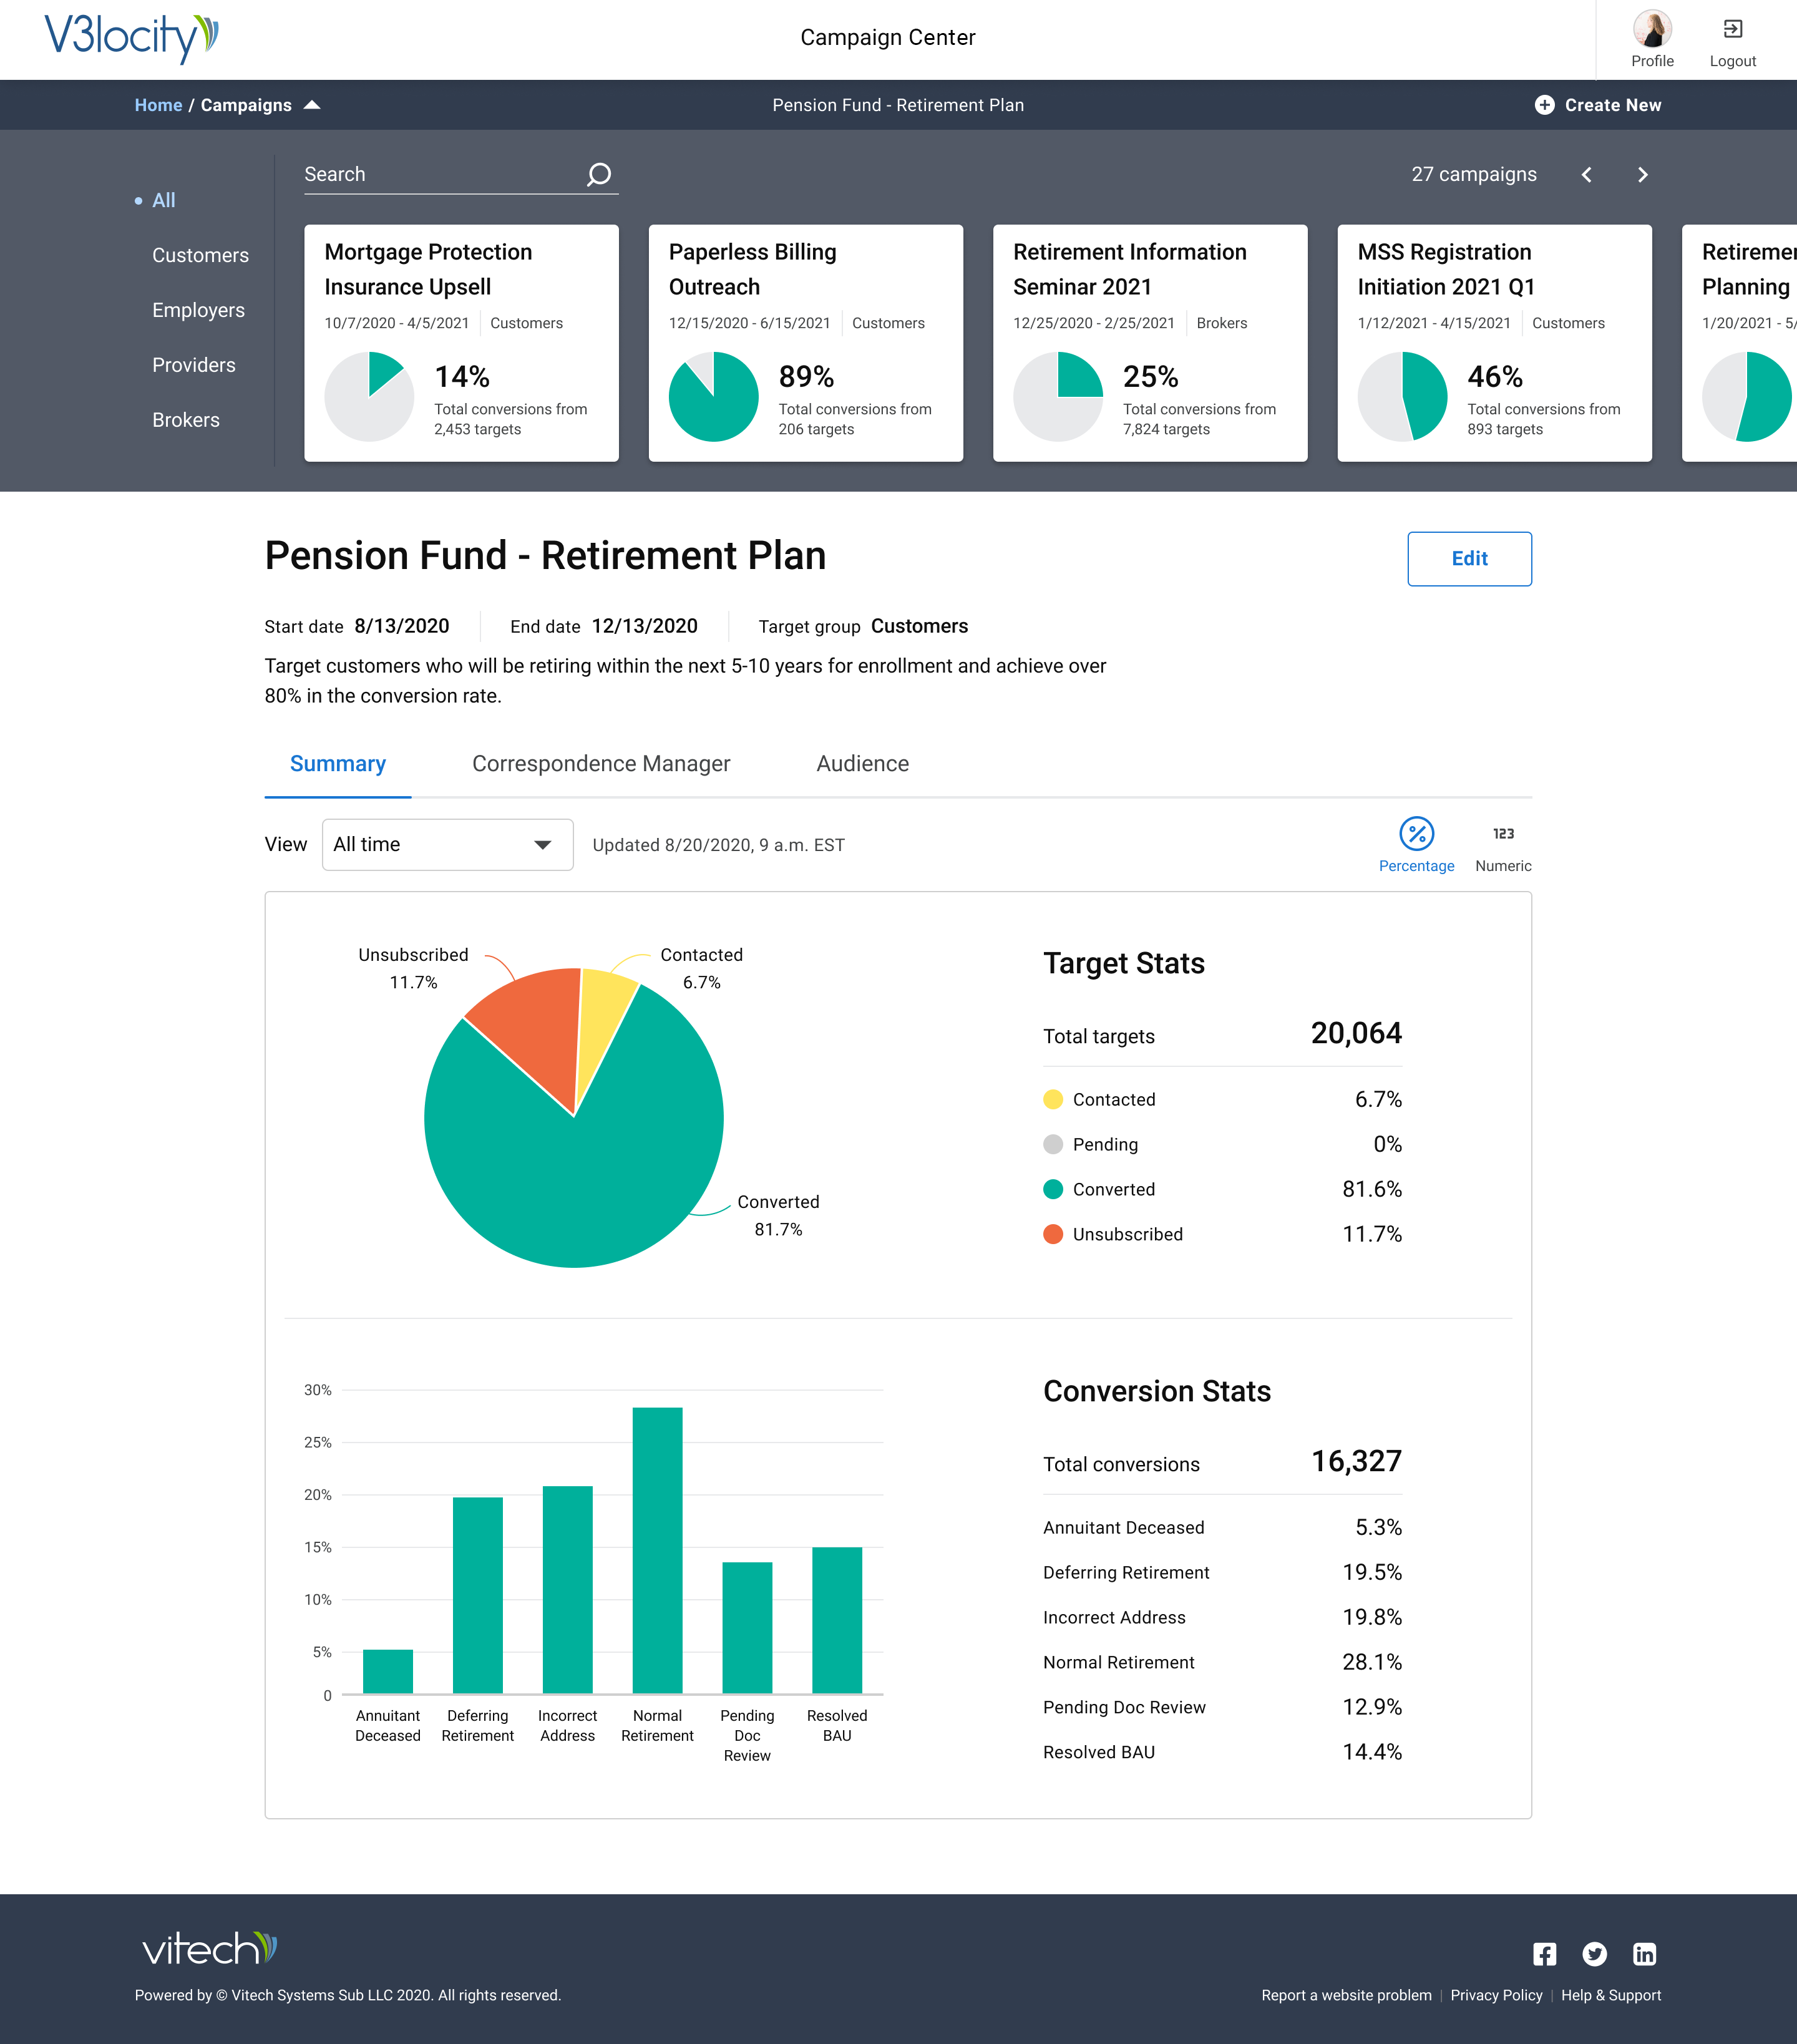 V3locity
Campaign Center
Profile
Logout
Home / Campaigns
Pension Fund - Retirement Plan
Create New
All
Customers
Employers
Providers
Brokers
Search
27 campaigns
Mortgage Protection
Insurance Upsell
10/7/2020 - 4/5/2021
Customers
14%
Total conversions from
2,453 targets
Paperless Billing
Outreach
12/15/2020 - 6/15/2021
Customers
89%
Total conversions from
206 targets
Retirement Information
Seminar 2021
12/25/2020 - 2/25/2021
Brokers
25%
Total conversions from
7,824 targets
MSS Registration
Initiation 2021 Q1
1/12/2021 - 4/15/2021
Customers
46%
Total conversions from
893 targets
Planning
1/20/2021 - 5/
Pension Fund - Retirement Plan
Edit
Start date 8/13/2020
End date 12/13/2020
Target group Customers
Target customers who will be retiring within the next 5-10 years for enrollment and achieve over
80% in the conversion rate.
Summary
Correspondence Manager
Audience
View
All time
Updated 8/20/2020, 9 a.m. EST
Percentage
123
Numeric
Unsubscribed
11.7%
Contacted
6.7%
Converted
81.7%
Target Stats
Total targets 20,064
Contacted 6.7%
Pending 0%
Converted 81.6%
Unsubscribed 11.7%
30%
25%
20%
15%
10%
5%
0
Annuitant
Deceased
Deferring
Retirement
Incorrect
Address
Normal
Retirement
Pending
Doc
Review
Resolved
BAU
Conversion Stats
Total conversions 16,327
Annuitant Deceased 5.3%
Deferring Retirement 19.5%
Incorrect Address 19.8%
Normal Retirement 28.1%
Pending Doc Review 12.9%
Resolved BAU 14.4%
vitech
Powered by © Vitech Systems Sub LLC 2020. All rights reserved.
Report a website problem | Privacy Policy | Help & Support